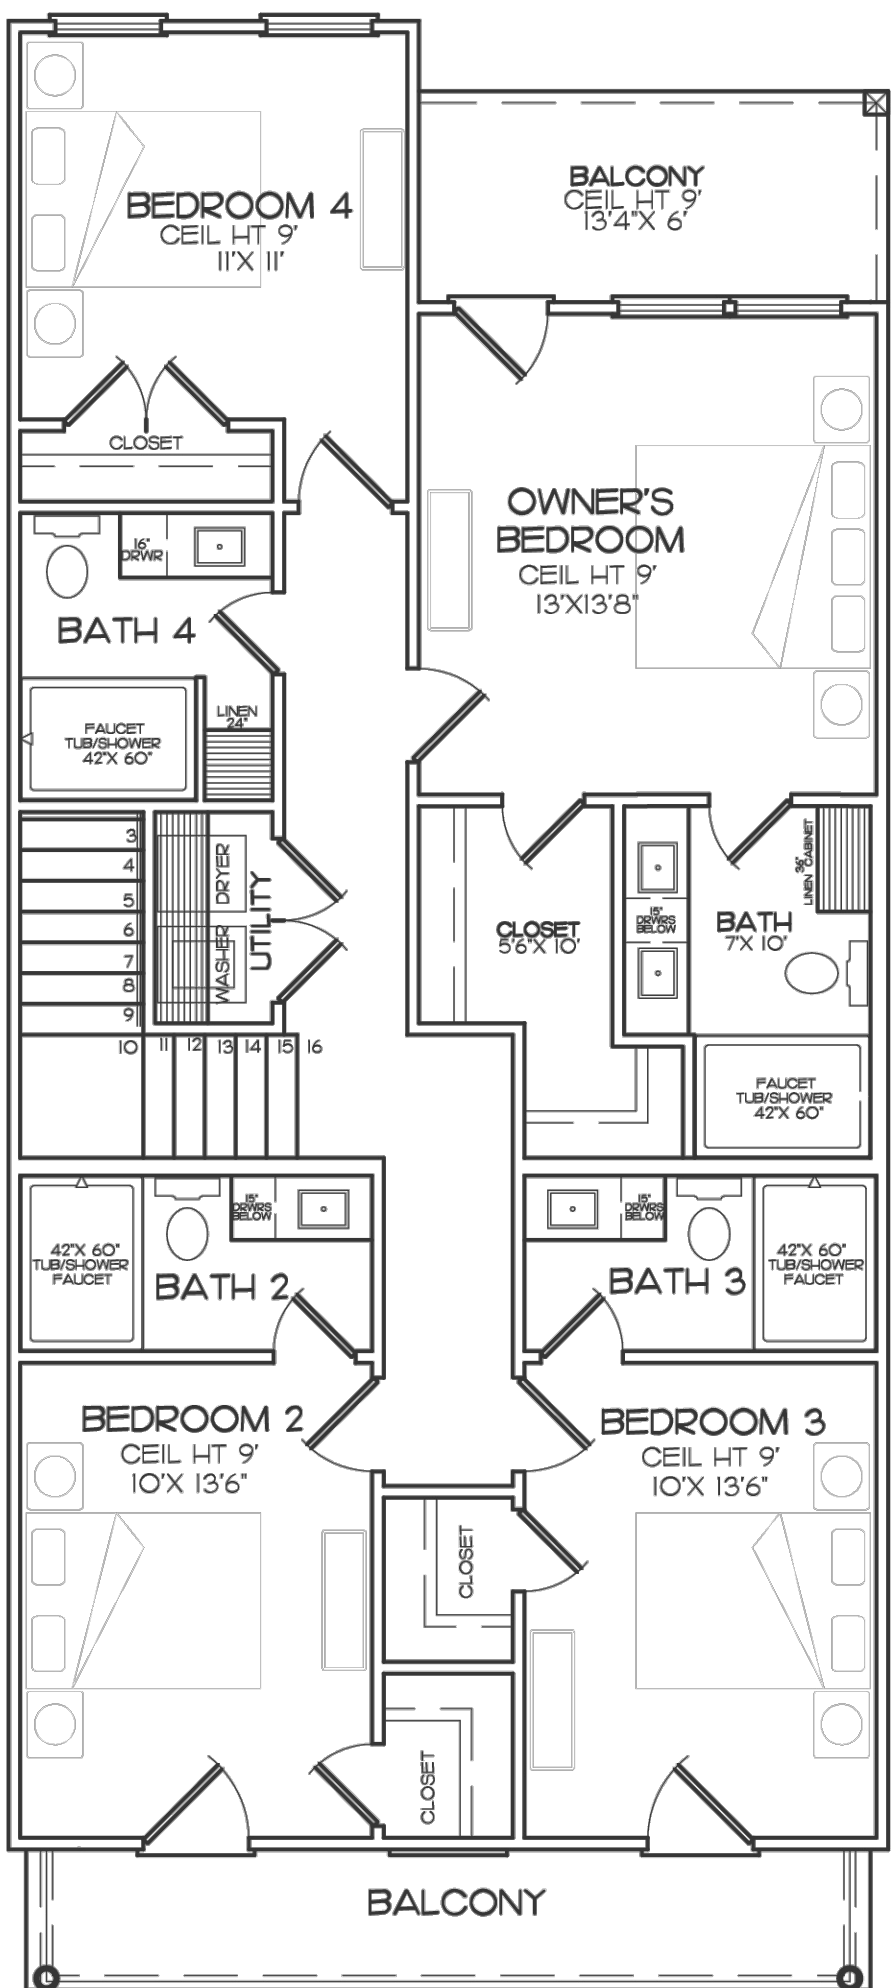 BALCONY
CEIL HT 9'
13'4"X 6'
BEDROOM 4
CEIL HT 9'
11'X 11'
CLOSET
OWNER'S
BEDROOM
CEIL HT 9'
13'X13'8"
16"
DRWR
BATH 4
LINEN
24"
FAUCET
TUB/SHOWER
42"X 60"
3
4
5
6
7
8
9
10
11
12
13
14
15
16
DRYER
WASHER
UTILITY
CLOSET
5'6"X 10'
15"
DRWRS
BELOW
BATH
7'X 10'
36"
LINEN CABINET
FAUCET
TUB/SHOWER
42"X 60"
42"X 60"
TUB/SHOWER
FAUCET
15"
DRWRS
BELOW
BATH 2
15"
DRWRS
BELOW
BATH 3
42"X 60"
TUB/SHOWER
FAUCET
BEDROOM 2
CEIL HT 9'
10'X 13'6"
BEDROOM 3
CEIL HT 9'
10'X 13'6"
CLOSET
CLOSET
BALCONY